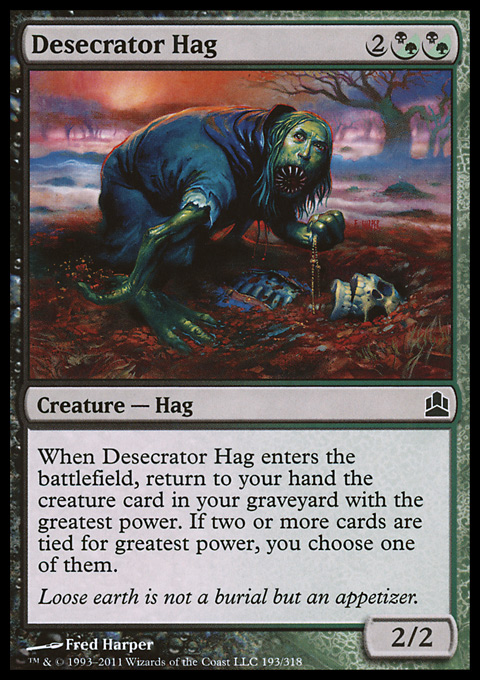 Desecrator Hag 2
Creature — Hag
When Desecrator Hag enters the
battlefield, return to your hand the
creature card in your graveyard with the
greatest power. If two or more cards are
tied for greatest power, you choose one
of them.
Loose earth is not a burial but an appetizer.
Fred Harper
2/2
™ & © 1993–2011 Wizards of the Coast LLC 193/318